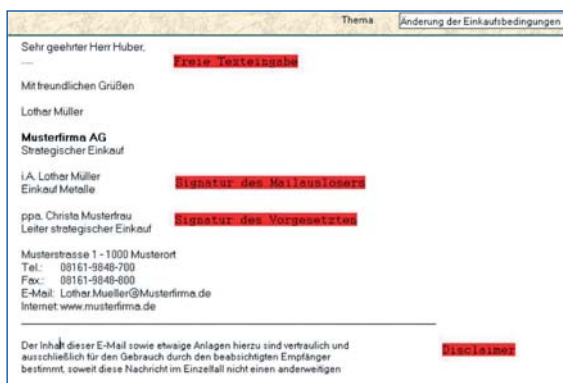 Thema Änderung der Einkaufsbedingungen
Sehr geehrter Herr Huber,
.... Freie Texteingabe
Mit freundlichen Grüßen
Lothar Müller
Musterfirma AG
Strategischer Einkauf
i.A. Lothar Müller
Einkauf Metalle
Signatur des Mailauslosers
ppa. Christa Musterfrau
Leiter strategischer Einkauf
Signatur des Vorgesetzten
Musterstrasse 1 - 1000 Musterort
Tel.: 08161-9848-700
Fax.: 08161-9848-800
E-Mail: Lothar.Mueller@Musterfirma.de
Internet: www.musterfirma.de
Der Inhalt dieser E-Mail sowie etwaige Anlagen hierzu sind vertraulich und
ausschließlich für den Gebrauch durch den beabsichtigten Empfänger
bestimmt, soweit diese Nachricht im Einzelfall nicht einen anderweitigen
Disclaimer